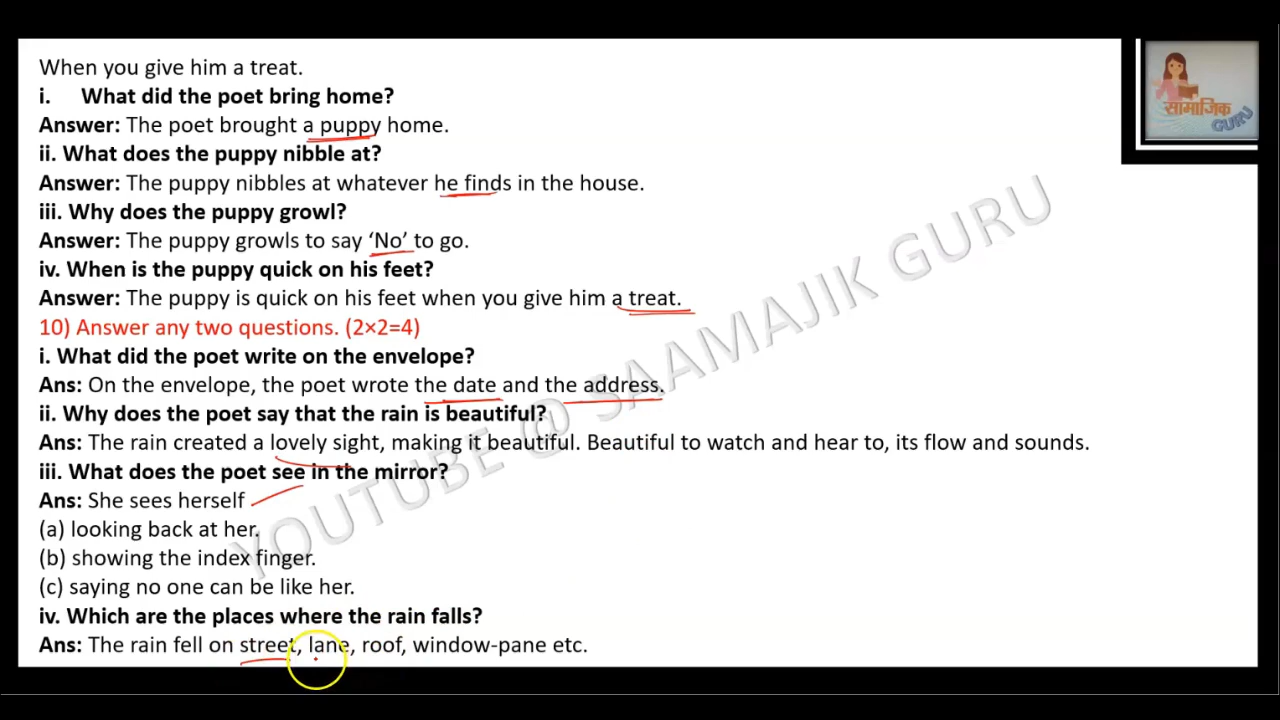 When you give him a treat.
i. What did the poet bring home?
Answer: The poet brought a puppy home.
ii. What does the puppy nibble at?
Answer: The puppy nibbles at whatever he finds in the house.
iii. Why does the puppy growl?
Answer: The puppy growls to say ‘No’ to go.
iv. When is the puppy quick on his feet?
Answer: The puppy is quick on his feet when you give him a treat.
10) Answer any two questions. (2×2=4)
i. What did the poet write on the envelope?
Ans: On the envelope, the poet wrote the date and the address.
ii. Why does the poet say that the rain is beautiful?
Ans: The rain created a lovely sight, making it beautiful. Beautiful to watch and hear to, its flow and sounds.
iii. What does the poet see in the mirror?
Ans: She sees herself
(a) looking back at her.
(b) showing the index finger.
(c) saying no one can be like her.
iv. Which are the places where the rain falls?
Ans: The rain fell on street, lane, roof, window-pane etc.
YOUTUBE @ SAAMAJIK GURU
सामाजिक
GURU